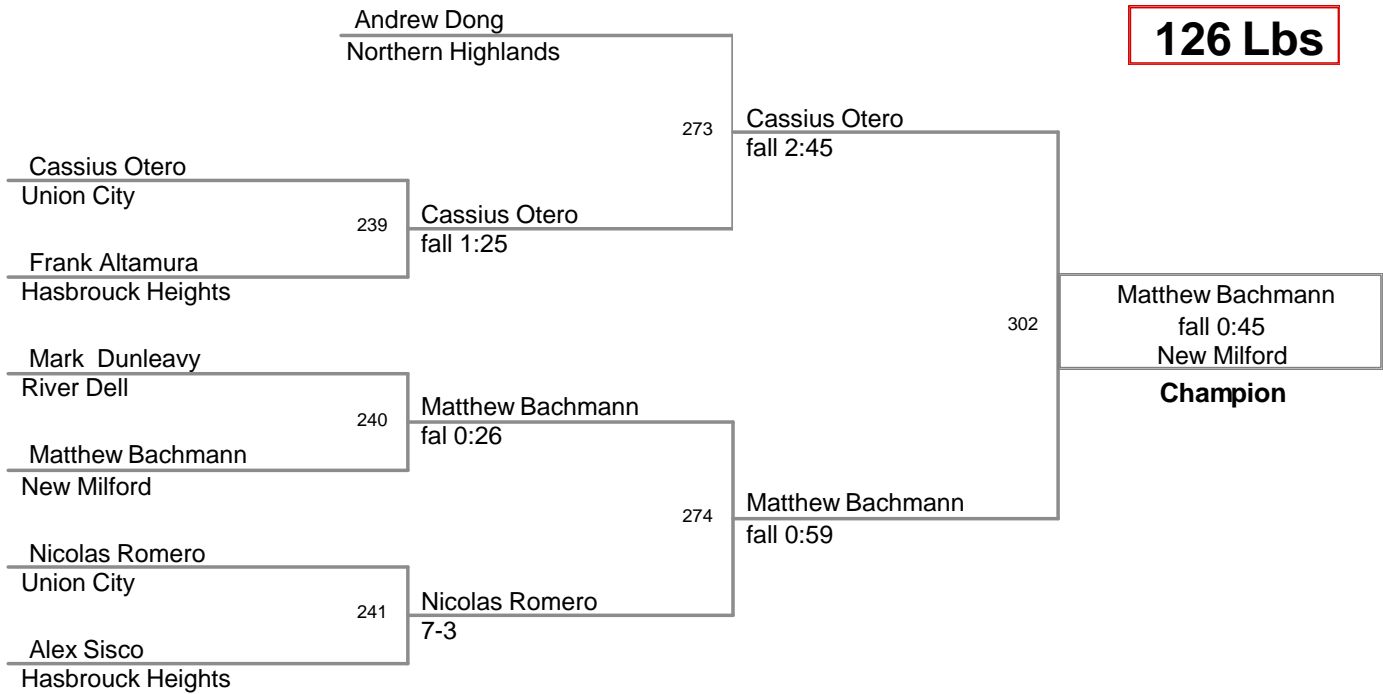 Andrew Dong
Northern Highlands
126 Lbs
273
Cassius Otero
fall 2:45
Cassius Otero
Union City
239
Cassius Otero
fall 1:25
Frank Altamura
Hasbrouck Heights
302
Matthew Bachmann
fall 0:45
New Milford
Champion
Mark Dunleavy
River Dell
240
Matthew Bachmann
fal 0:26
Matthew Bachmann
New Milford
274
Matthew Bachmann
fall 0:59
Nicolas Romero
Union City
241
Nicolas Romero
7-3
Alex Sisco
Hasbrouck Heights